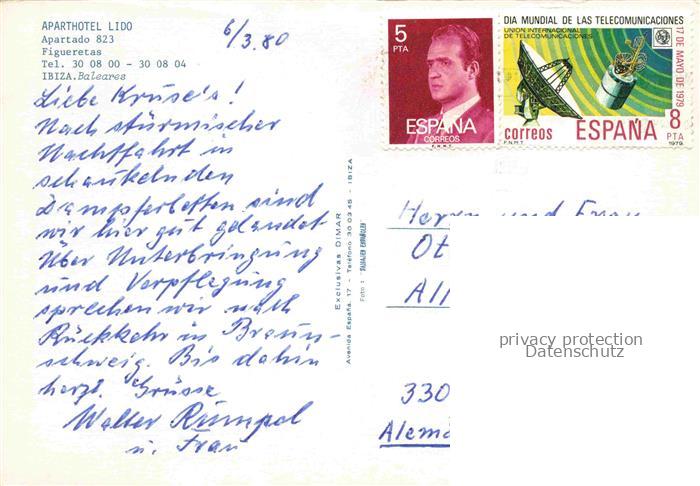 APARTHOTEL LIDO
Apartado 823
Figueretas
Tel. 30 08 00 - 30 08 04
IBIZA. Baleares
6/3.80
Liebe Kruse's!
Nach stürmischer
Nachtfahrt in
schaukelnden
Dampferbetten sind
wir hier gut gelandet
Über Unterbringung
und Verpflegung
sprechen wir nach
Rückkehr in Braun-
schweig. Bis dahin
herzl. Grüsse
Walter Rümpel
u. Frau
Exclusivas DIMAR
Avenida España, 17 - Teléfono 30 03 45 - IBIZA
Foto:
5
PTA
ESPAÑA
CORREOS
DIA MUNDIAL DE LAS TELECOMUNICACIONES
UNION INTERNACIONAL
DE TELECOMUNICACIONES
17 DE MAYO DE 1979
correos ESPAÑA 8
PTA
F.N.M.T. 1979
Herrn und Frau
Ot
All
330
Alem
privacy protection
Datenschutz